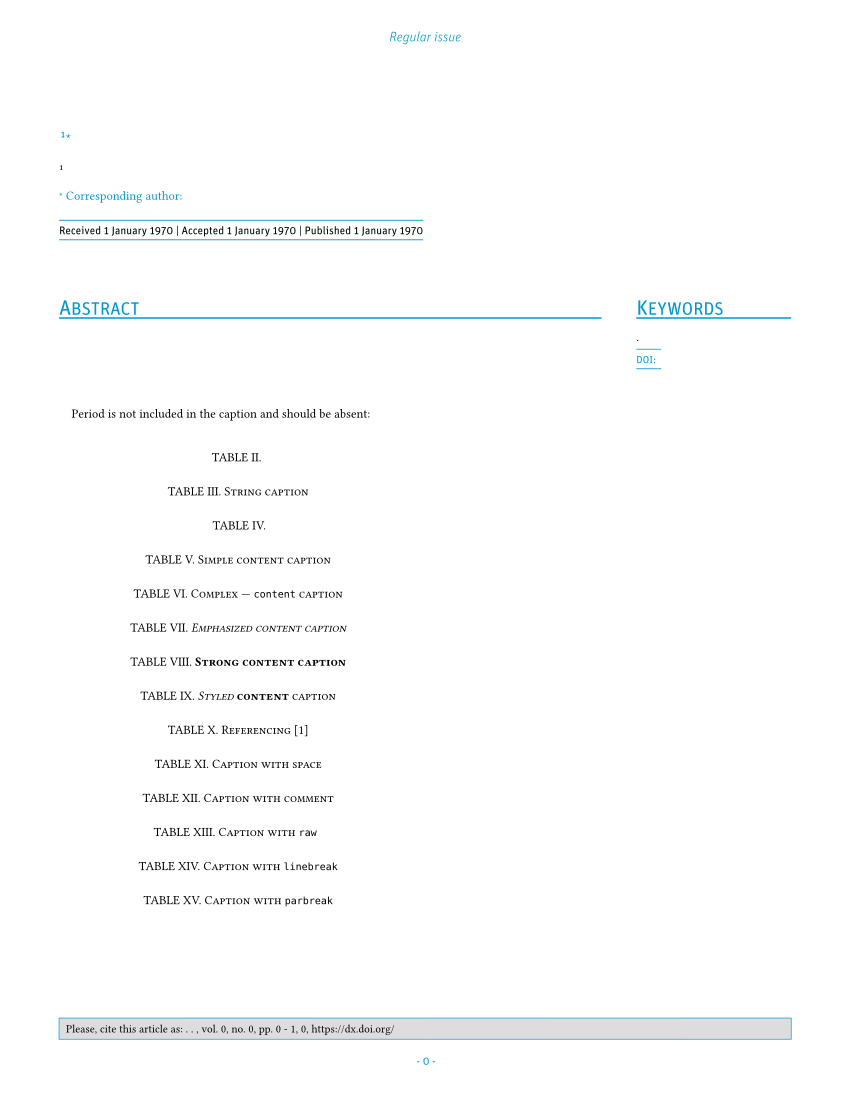 Regular issue
1*
1
* Corresponding author:
Received 1 January 1970 | Accepted 1 January 1970 | Published 1 January 1970
ABSTRACT
KEYWORDS
.
DOI:
Period is not included in the caption and should be absent:
TABLE II.
TABLE III. String caption
TABLE IV.
TABLE V. Simple content caption
TABLE VI. Complex — content caption
TABLE VII. Emphasized content caption
TABLE VIII. Strong content caption
TABLE IX. Styled content caption
TABLE X. Referencing [1]
TABLE XI. Caption with space
TABLE XII. Caption with comment
TABLE XIII. Caption with raw
TABLE XIV. Caption with linebreak
TABLE XV. Caption with parbreak
Please, cite this article as: . . , vol. 0, no. 0, pp. 0 - 1, 0, https://dx.doi.org/
- 0 -